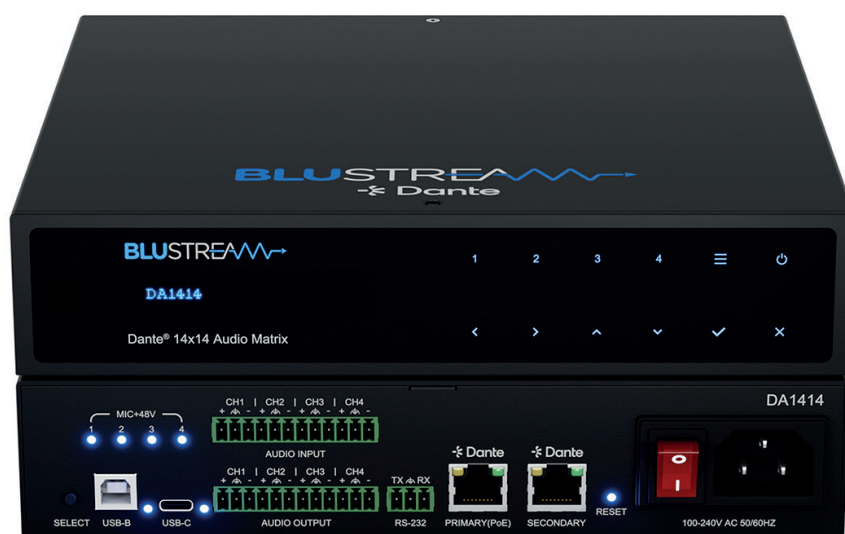 BLUSTREAM
Dante
BLUSTREAM
1 2 3 4
DA1414
Dante® 14x14 Audio Matrix
DA1414
MIC+48V
1 2 3 4
CH1 | CH2 | CH3 | CH4
+ - + - + - + -
AUDIO INPUT
Dante Dante
CH1 | CH2 | CH3 | CH4
+ - + - + - + -
TX RX
SELECT USB-B USB-C AUDIO OUTPUT RS-232 PRIMARY(PoE) SECONDARY RESET 100-240V AC 50/60HZ